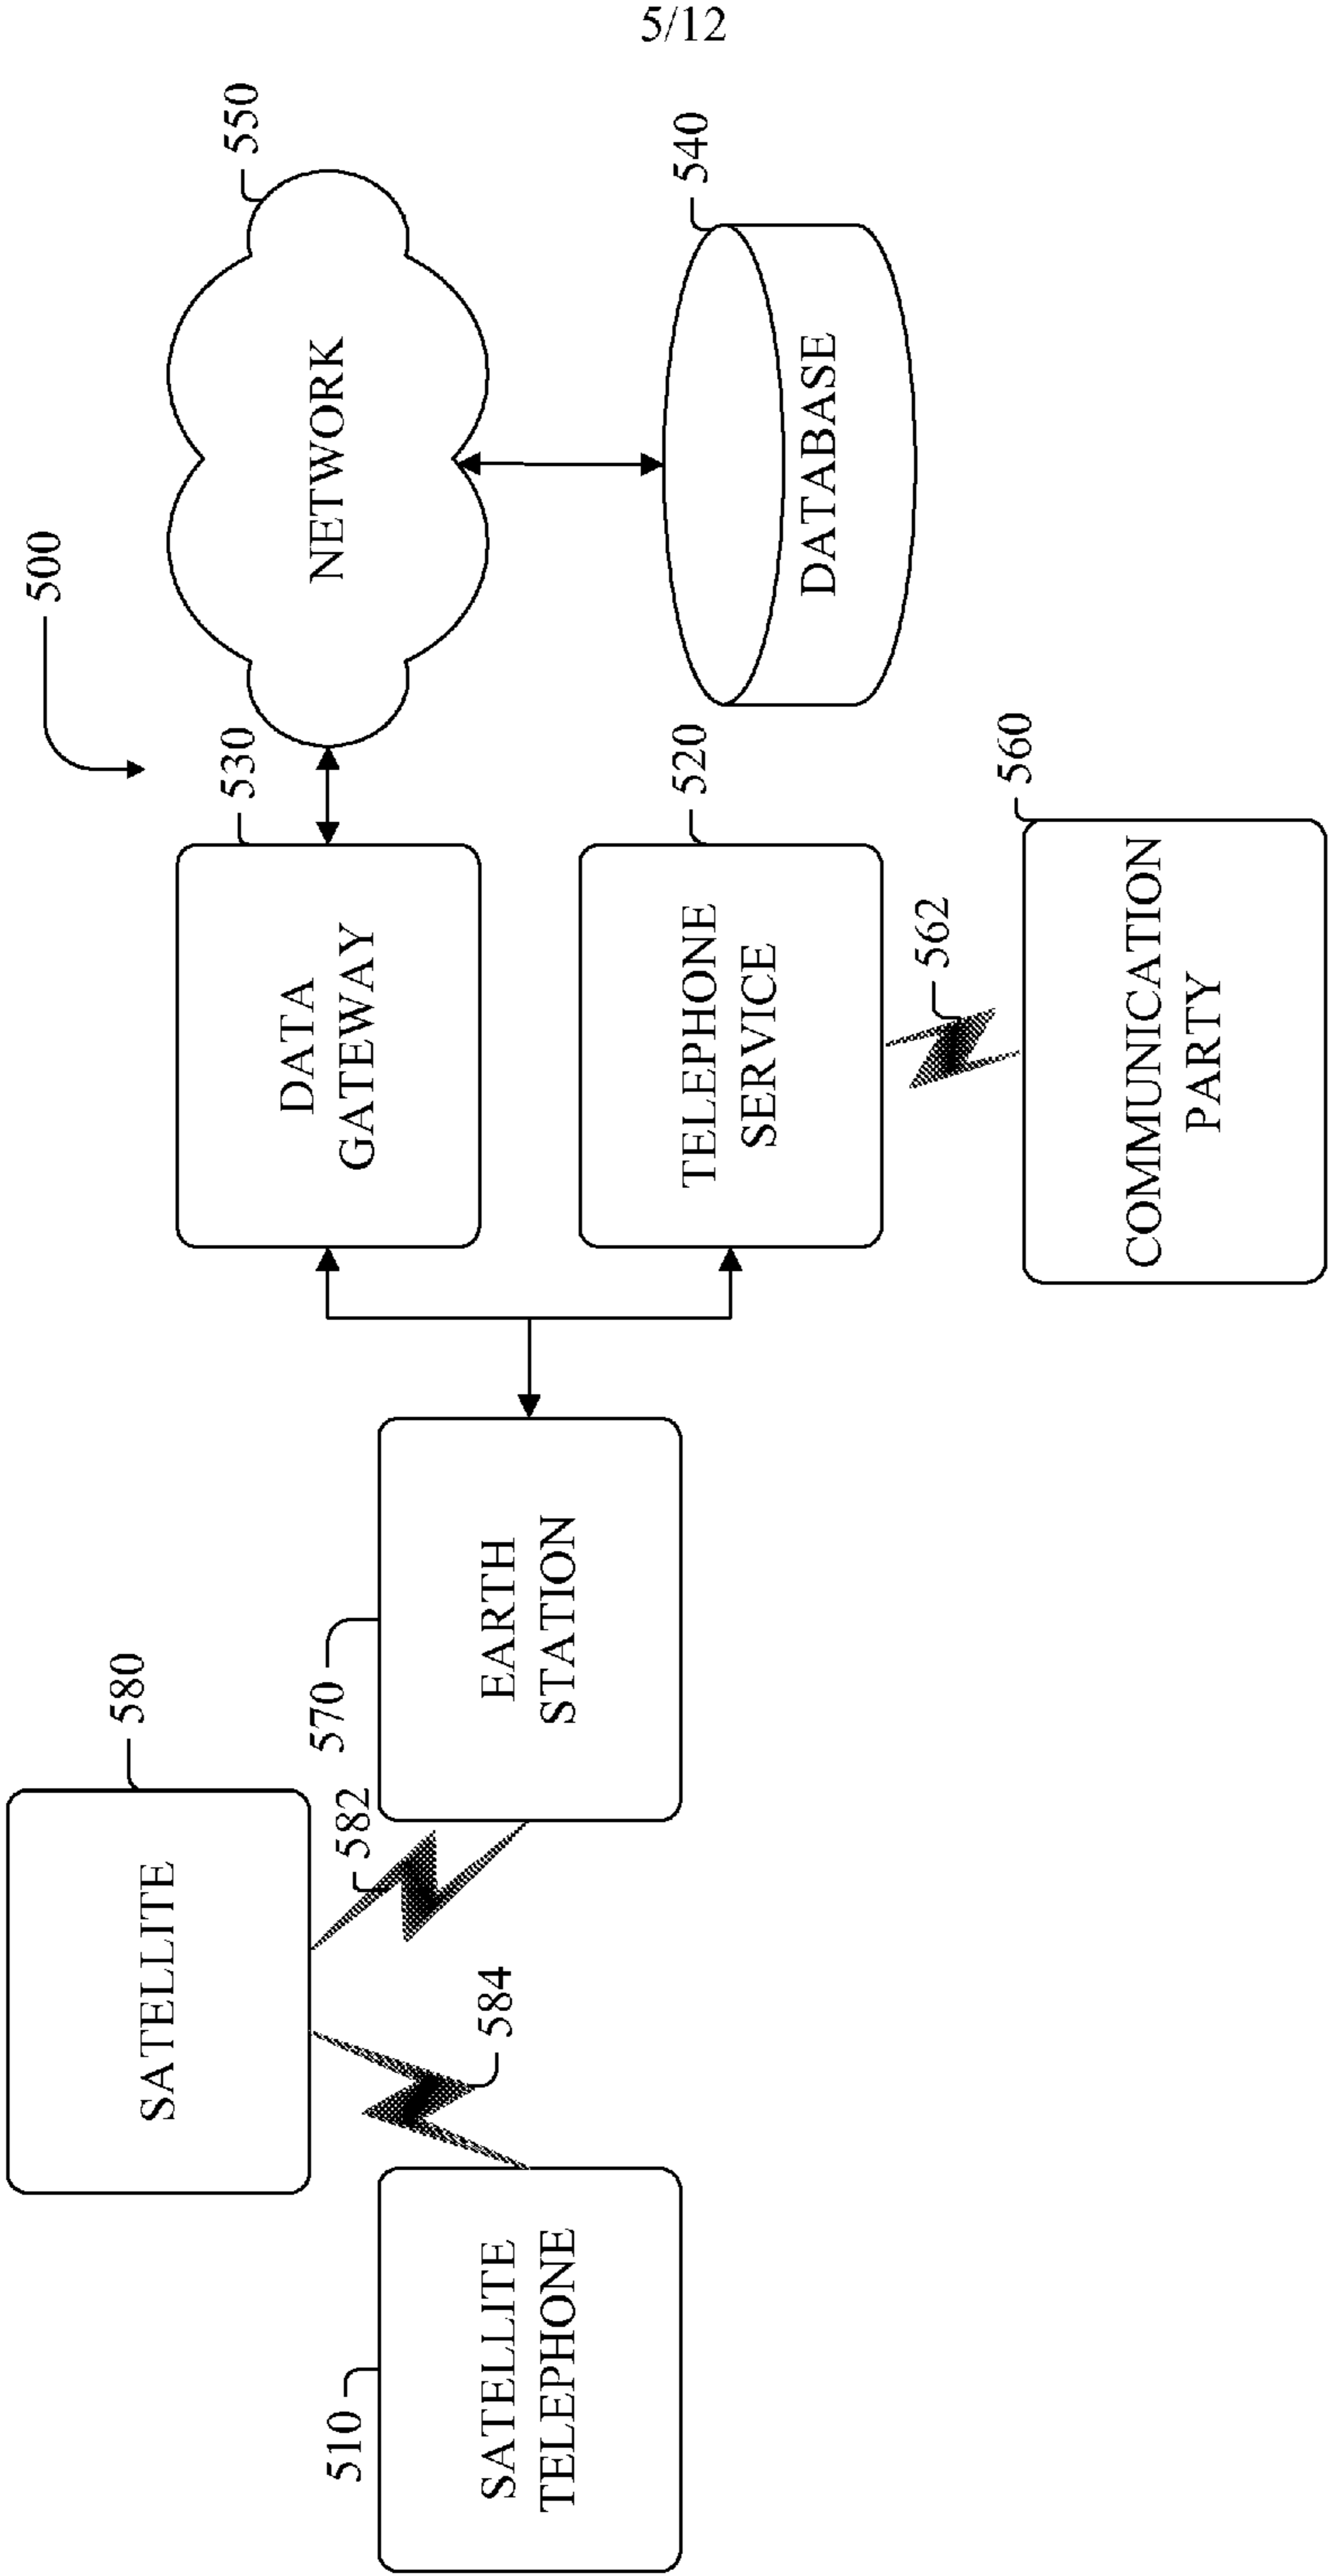 5/12
500
SATELLITE
580
582
584
510
SATELLITE
TELEPHONE
570
EARTH
STATION
530
DATA
GATEWAY
550
NETWORK
520
TELEPHONE
SERVICE
540
DATABASE
562
560
COMMUNICATION
PARTY